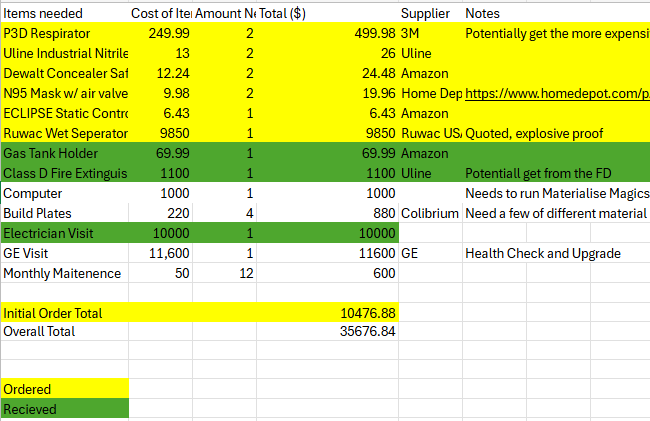 Items needed Cost of Iter Amount Ne Total ($) Supplier Notes
P3D Respirator 249.99 2 499.98 3M Potentially get the more expensi
Uline Industrial Nitrile 13 2 26 Uline
Dewalt Concealer Saf 12.24 2 24.48 Amazon
N95 Mask w/ air valve 9.98 2 19.96 Home Dep https://www.homedepot.com/p
ECLIPSE Static Contro 6.43 1 6.43 Amazon
Ruwac Wet Seperator 9850 1 9850 Ruwac USA Quoted, explosive proof
Gas Tank Holder 69.99 1 69.99 Amazon
Class D Fire Extinguis 1100 1 1100 Uline Potentiall get from the FD
Computer 1000 1 1000 Needs to run Materialise Magics
Build Plates 220 4 880 Colibrium Need a few of different material
Electrician Visit 10000 1 10000
GE Visit 11,600 1 11600 GE Health Check and Upgrade
Monthly Maitenence 50 12 600
Initial Order Total 10476.88
Overall Total 35676.84
Ordered
Recieved